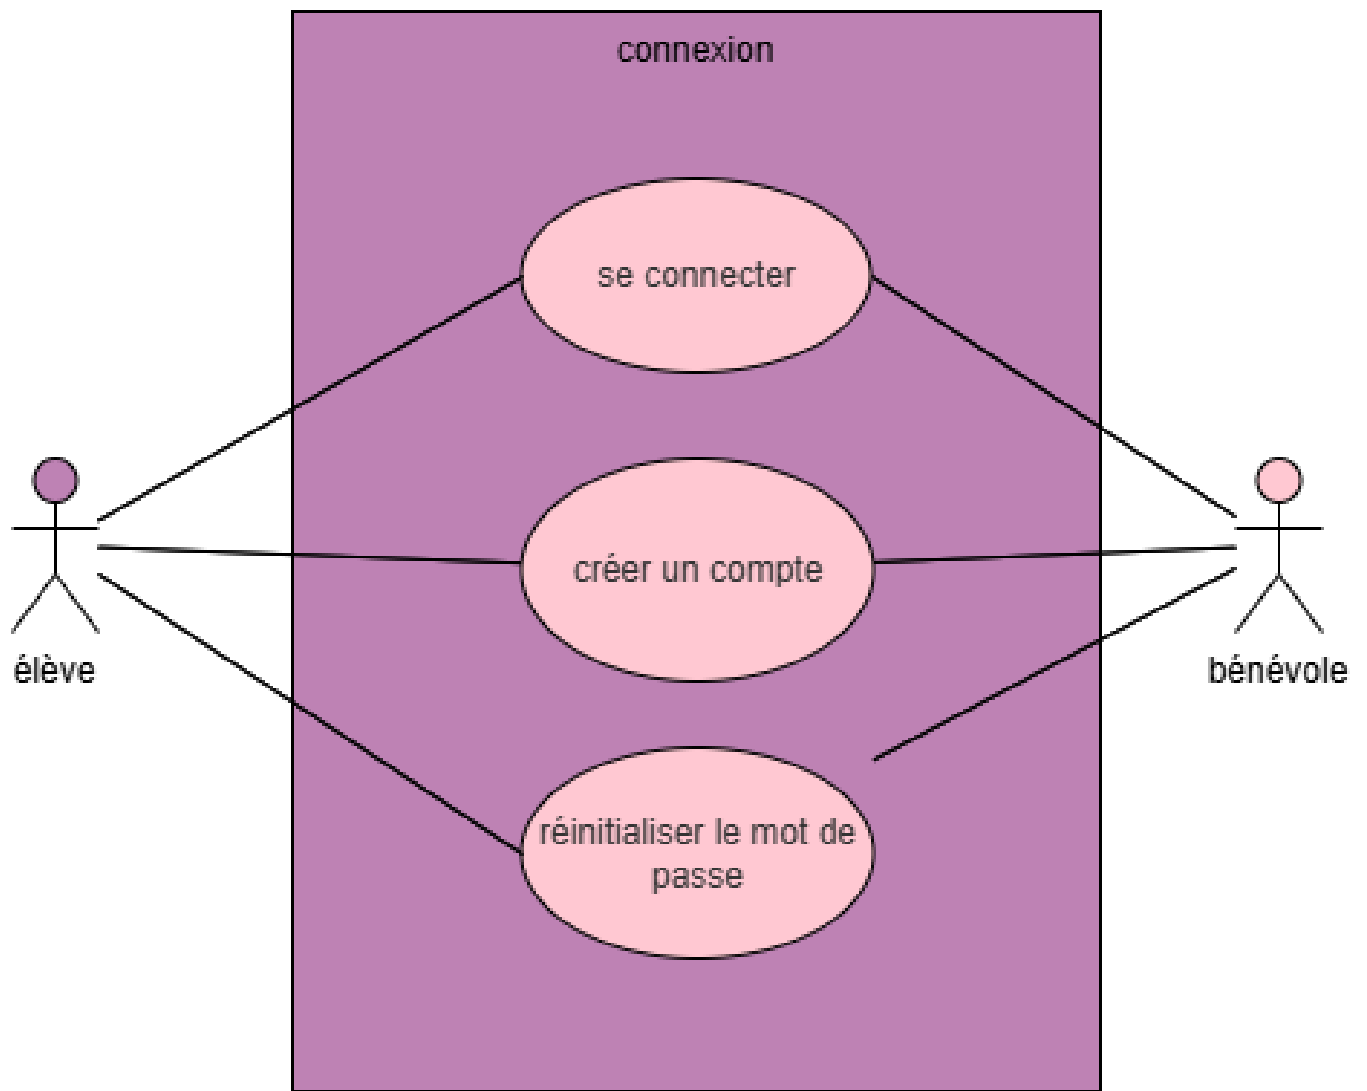 connexion
se connecter
créer un compte
élève
bénévole
réinitialiser le mot de
passe